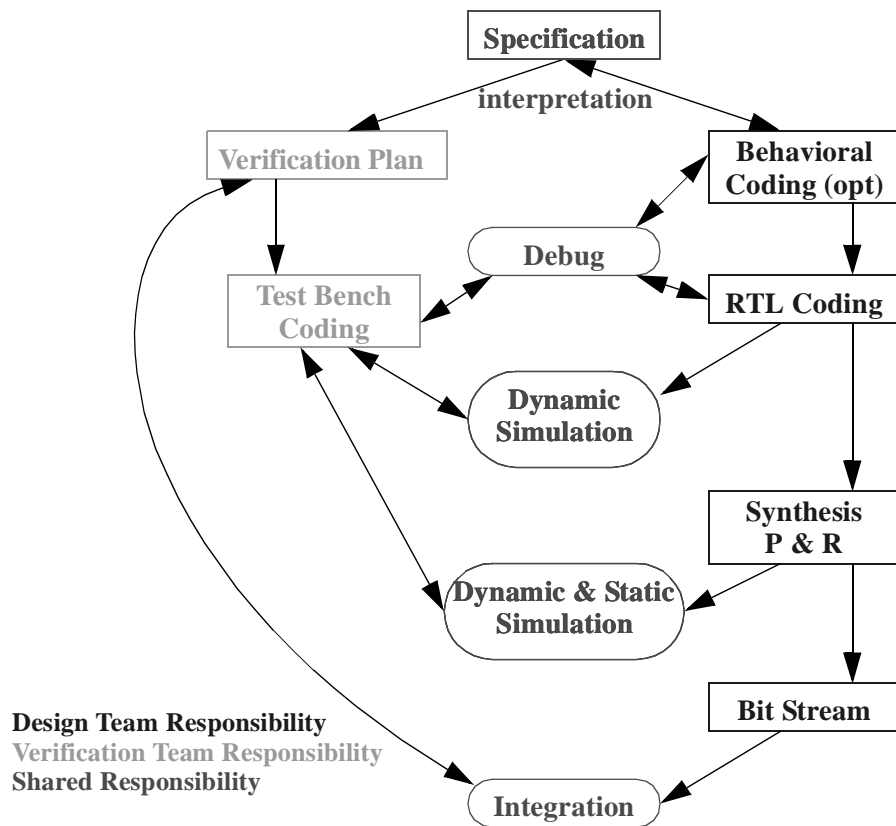 Specification
interpretation
Verification Plan
Behavioral
Coding (opt)
Debug
Test Bench
Coding
RTL Coding
Dynamic
Simulation
Synthesis
P & R
Dynamic & Static
Simulation
Bit Stream
Design Team Responsibility
Verification Team Responsibility
Shared Responsibility
Integration